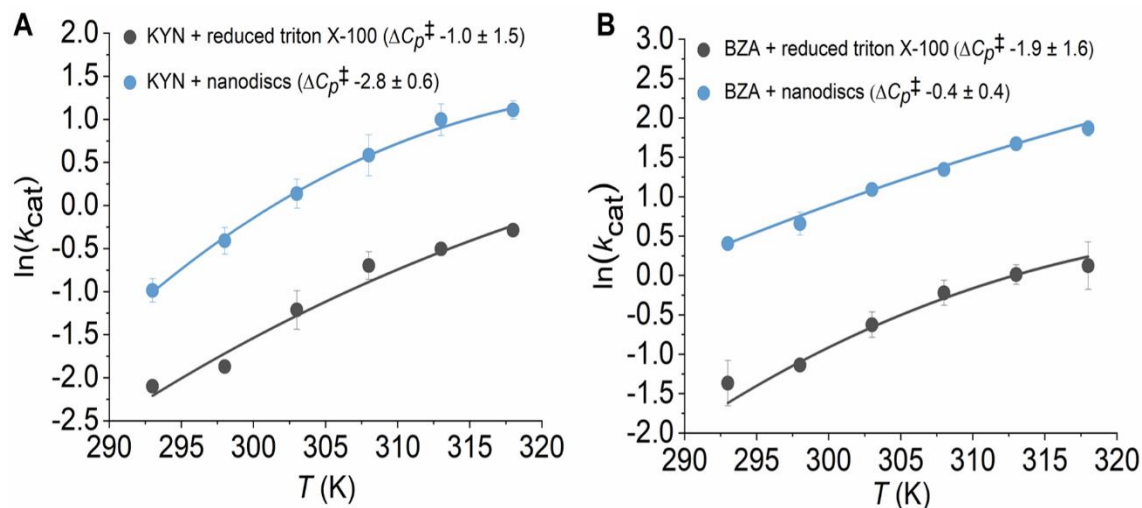 A
KYN + reduced triton X-100 (ΔCp‡ -1.0 ± 1.5)
KYN + nanodiscs (ΔCp‡ -2.8 ± 0.6)
ln(kcat)
2.0
1.5
1.0
0.5
0.0
-0.5
-1.0
-1.5
-2.0
-2.5
290 295 300 305 310 315 320
T (K)
B
BZA + reduced triton X-100 (ΔCp‡ -1.9 ± 1.6)
BZA + nanodiscs (ΔCp‡ -0.4 ± 0.4)
ln(kcat)
3.0
2.5
2.0
1.5
1.0
0.5
0.0
-0.5
-1.0
-1.5
-2.0
290 295 300 305 310 315 320
T (K)